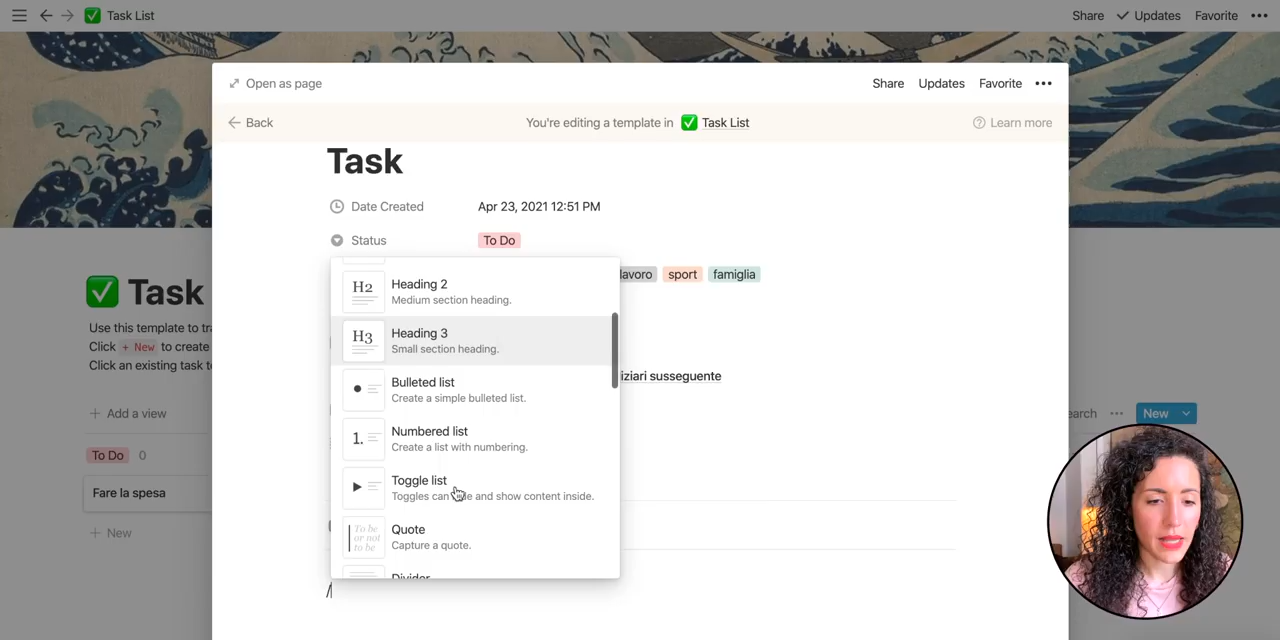 Task List
Share
Updates
Favorite
Open as page
Share
Updates
Favorite
Back
You're editing a template in
Task List
Learn more
Task
Date Created
Apr 23, 2021 12:51 PM
Status
To Do
lavoro
sport
famiglia
H2
Heading 2
Medium section heading.
H3
Heading 3
Small section heading.
Bulleted list
Create a simple bulleted list.
1.
Numbered list
Create a list with numbering.
Toggle list
Toggles can and show content inside.
To be
or not
to be
Quote
Capture a quote.
Divider
/
susseguente
Task
Use this template to
Click + New to create
Click an existing task
Add a view
To Do 0
Fare la spesa
New
New